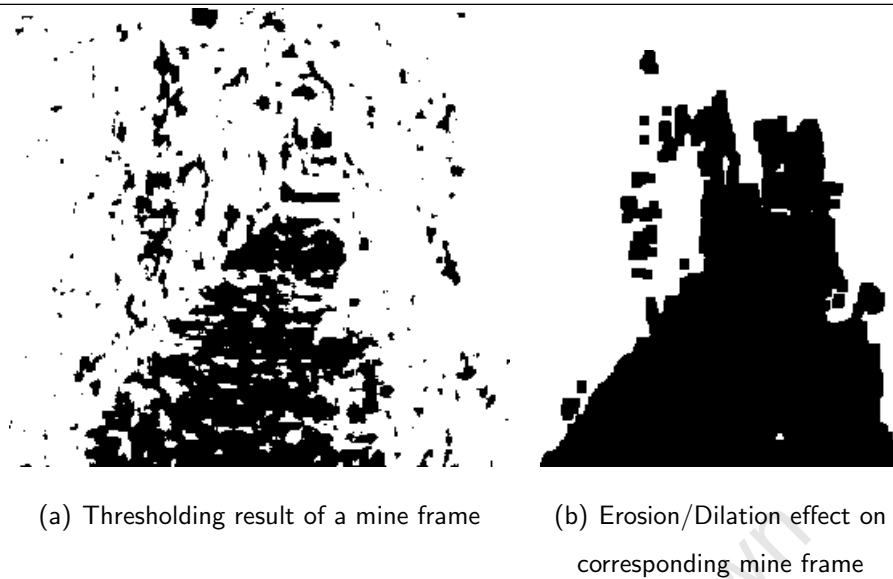 (a) Thresholding result of a mine frame
(b) Erosion/Dilation effect on
corresponding mine frame